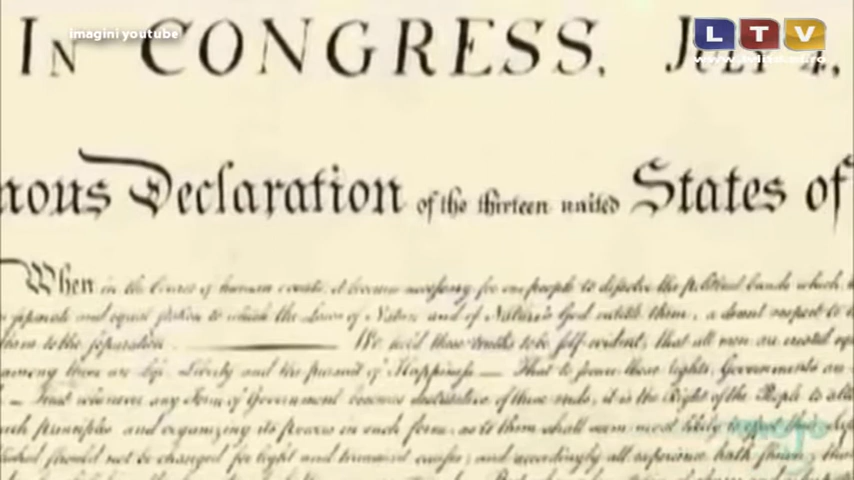 imagini youtube
LTV
IN CONGRESS. JULY 4,
Declaration of the thirteen united States of
When in the Course of human events, it becomes necessary for one people to dissolve the political bands which
separate and equal station to which the Laws of Nature and of Nature's God entitle them, a decent respect to
them to the separation. We hold these truths to be self-evident, that all men are created
among these are Life, Liberty and the pursuit of Happiness — That to secure these rights, Governments are
— That whenever any Form of Government becomes destructive of these ends, it is the Right of the People to
such principles and organizing its powers in such form, as to them shall seem most likely to effect their
should not be changed for light and transient causes; and accordingly all experience hath shewn,
mojo